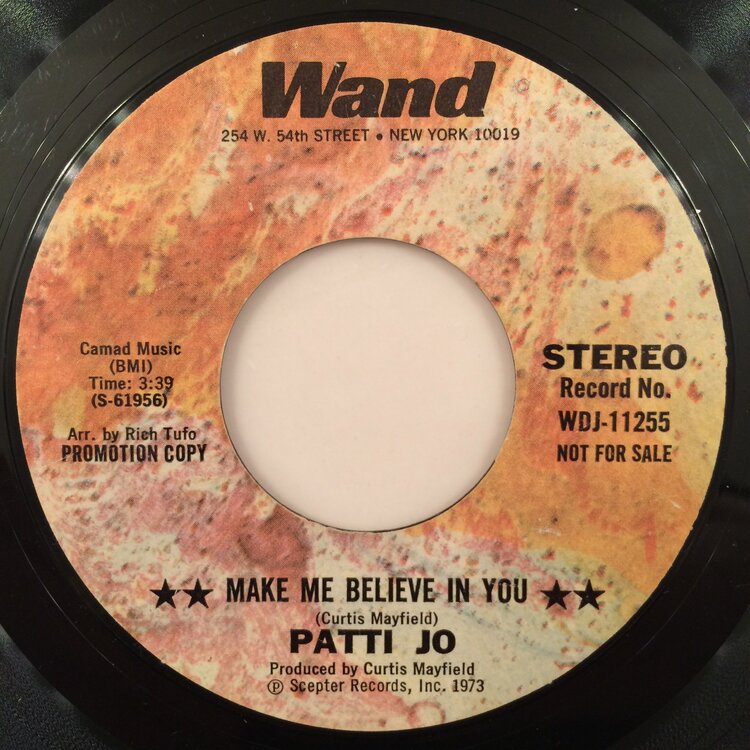 Wand®
254 W. 54th STREET • NEW YORK 10019
Camad Music
(BMI)
Time: 3:39
(S-61956)
Arr. by Rich Tufo
PROMOTION COPY
STEREO
Record No.
WDJ-11255
NOT FOR SALE
★★ MAKE ME BELIEVE IN YOU ★★
(Curtis Mayfield)
PATTI JO
Produced by Curtis Mayfield
℗ Scepter Records, Inc. 1973